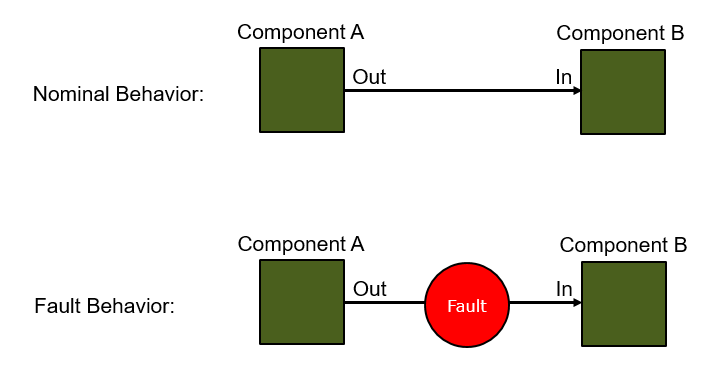 Component A
Component B
Nominal Behavior:
Out
In
Component A
Component B
Fault Behavior:
Out
In
Fault